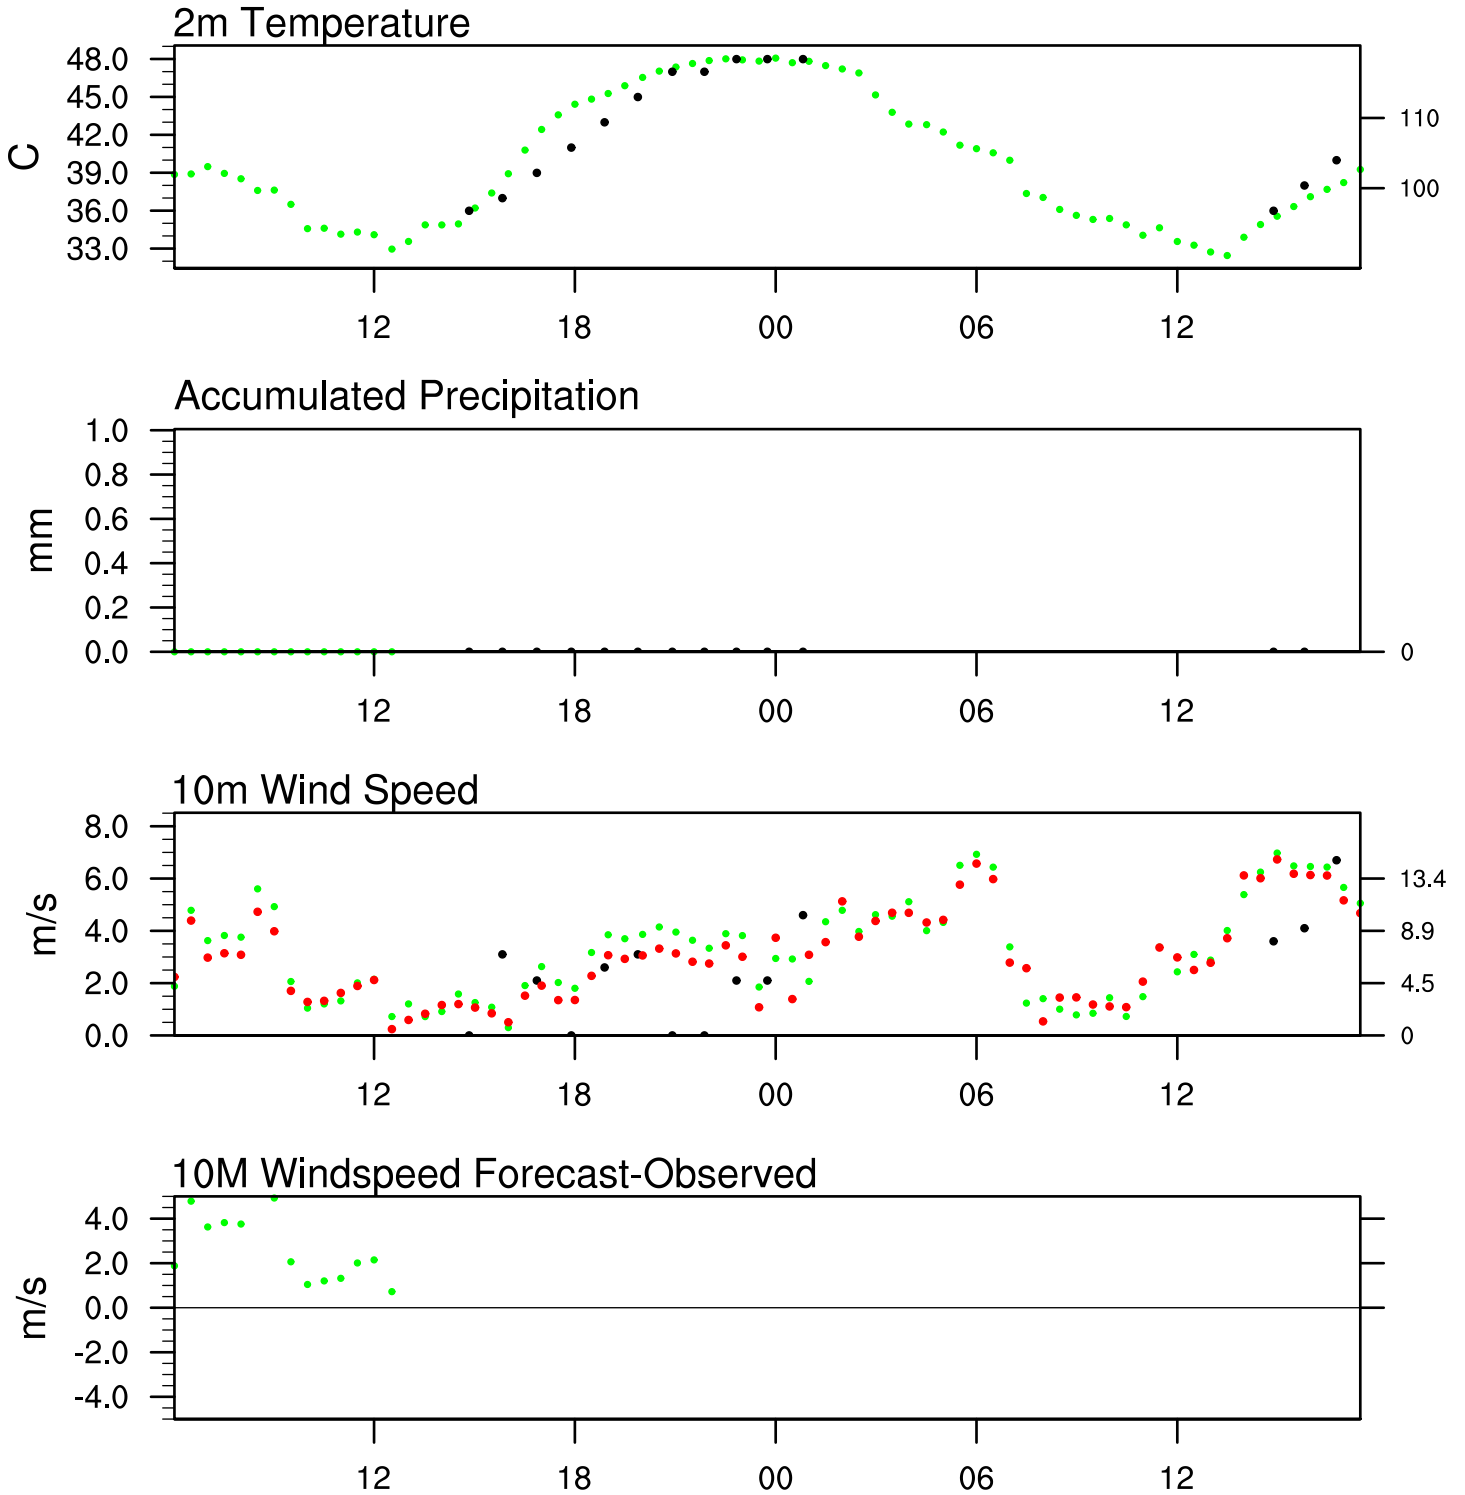 2m Temperature
48.0
45.0
42.0
39.0
36.0
33.0
C
110
100
12 18 00 06 12
Accumulated Precipitation
1.0
0.8
0.6
0.4
0.2
0.0
mm
0
12 18 00 06 12
10m Wind Speed
8.0
6.0
4.0
2.0
0.0
m/s
13.4
8.9
4.5
0
12 18 00 06 12
10M Windspeed Forecast-Observed
4.0
2.0
0.0
-2.0
-4.0
m/s
12 18 00 06 12